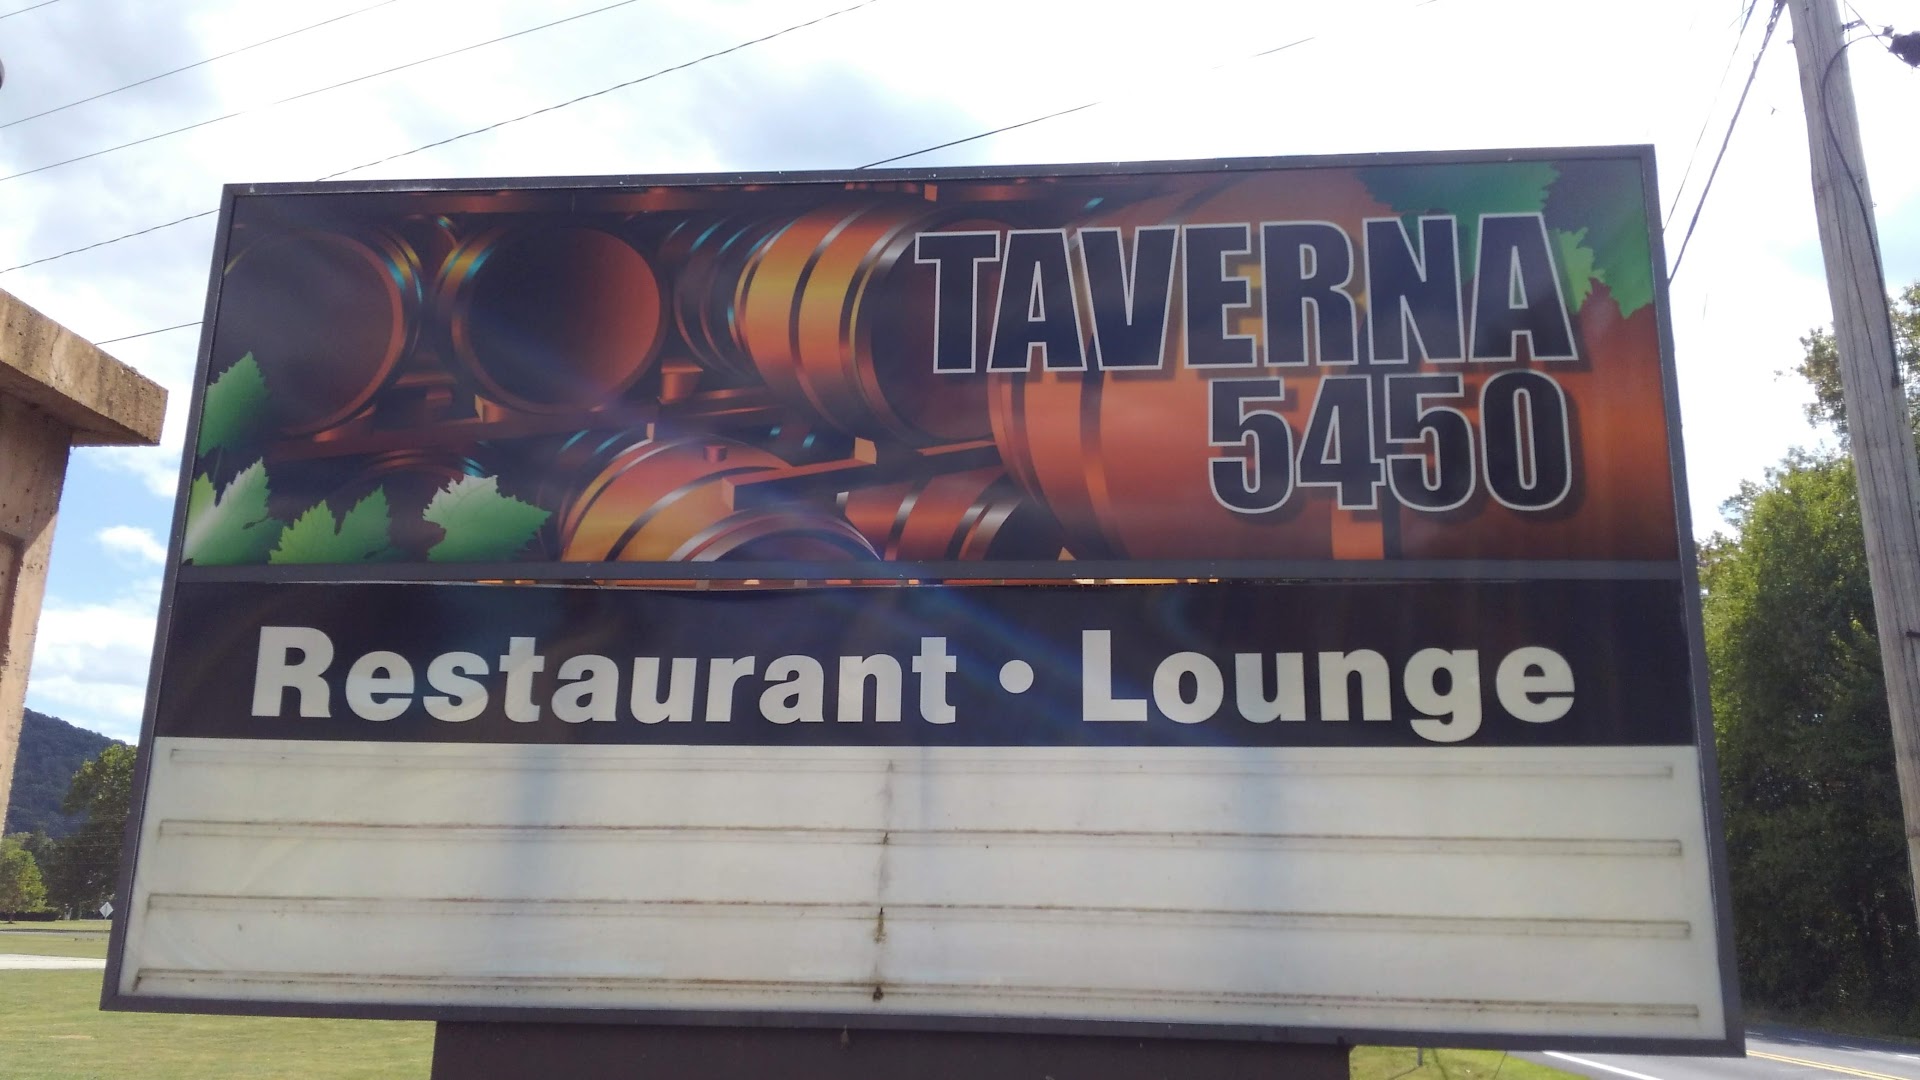 TAVERNA
5450
Restaurant • Lounge